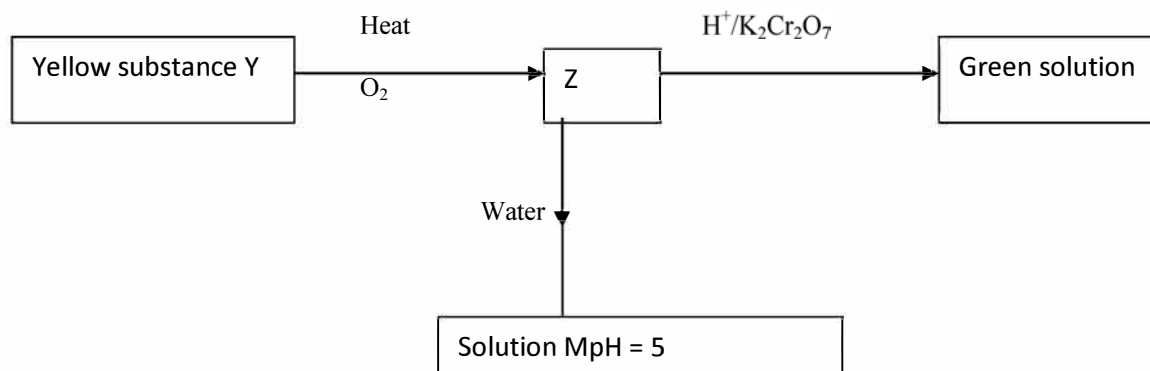 Heat
H⁺/K₂Cr₂O₇
Yellow substance Y
O₂
Z
Green solution
Water
Solution MpH = 5